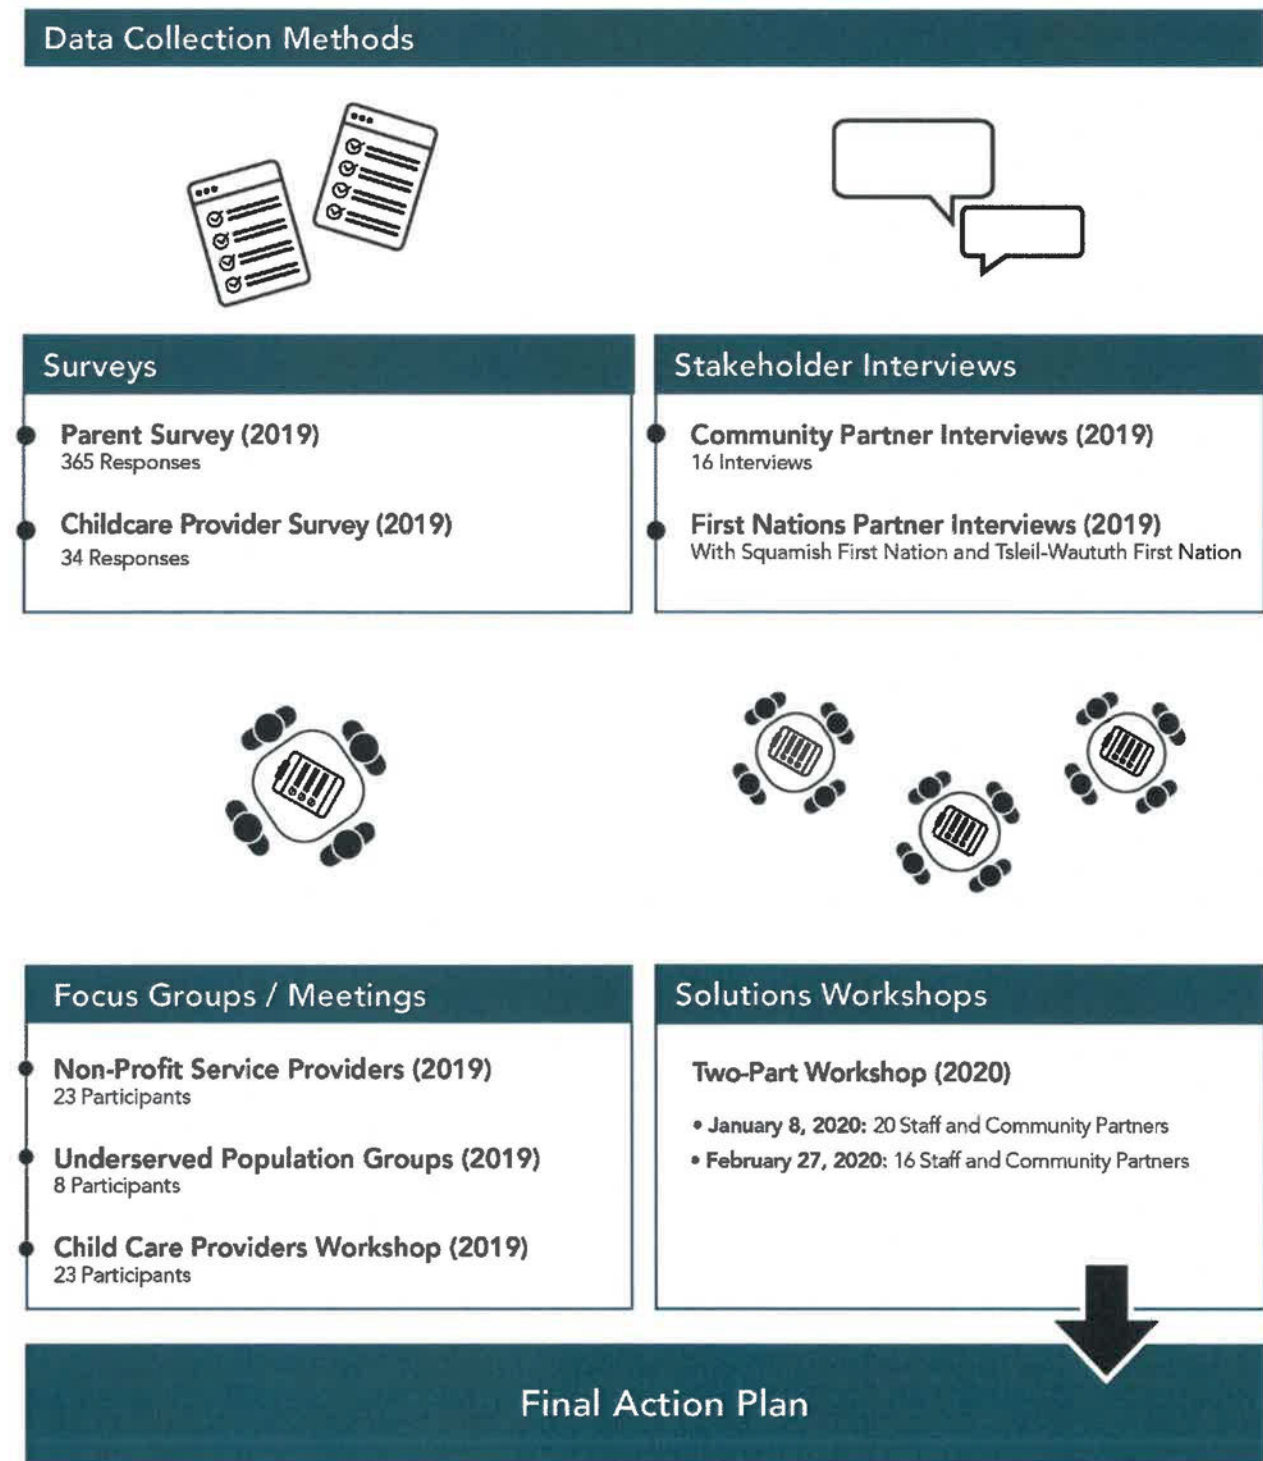 Data Collection Methods
Surveys
Parent Survey (2019)
365 Responses
Childcare Provider Survey (2019)
34 Responses
Stakeholder Interviews
Community Partner Interviews (2019)
16 Interviews
First Nations Partner Interviews (2019)
With Squamish First Nation and Tsleil-Waututh First Nation
Focus Groups / Meetings
Non-Profit Service Providers (2019)
23 Participants
Underserved Population Groups (2019)
8 Participants
Child Care Providers Workshop (2019)
23 Participants
Solutions Workshops
Two-Part Workshop (2020)
• January 8, 2020: 20 Staff and Community Partners
• February 27, 2020: 16 Staff and Community Partners
Final Action Plan